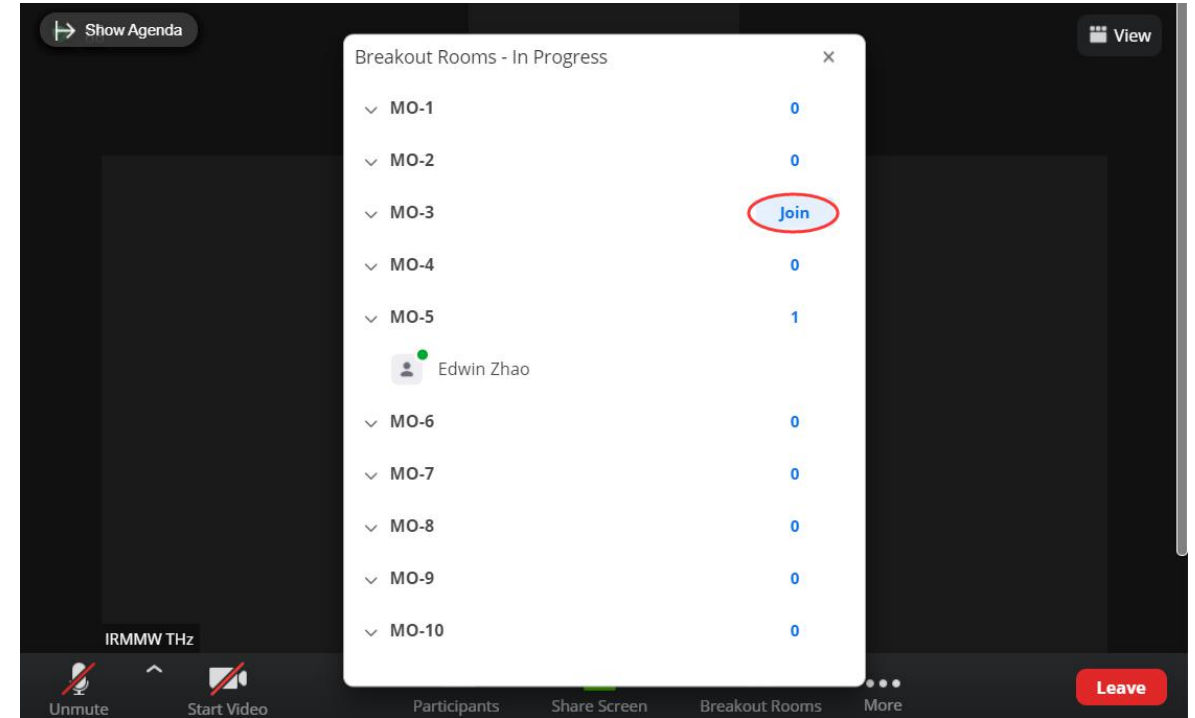 Show Agenda
View
Breakout Rooms - In Progress
MO-1 0
MO-2 0
MO-3 Join
MO-4 0
MO-5 1
Edwin Zhao
MO-6 0
MO-7 0
MO-8 0
MO-9 0
MO-10 0
IRMMW THz
Unmute Start Video Participants Share Screen Breakout Rooms More Leave